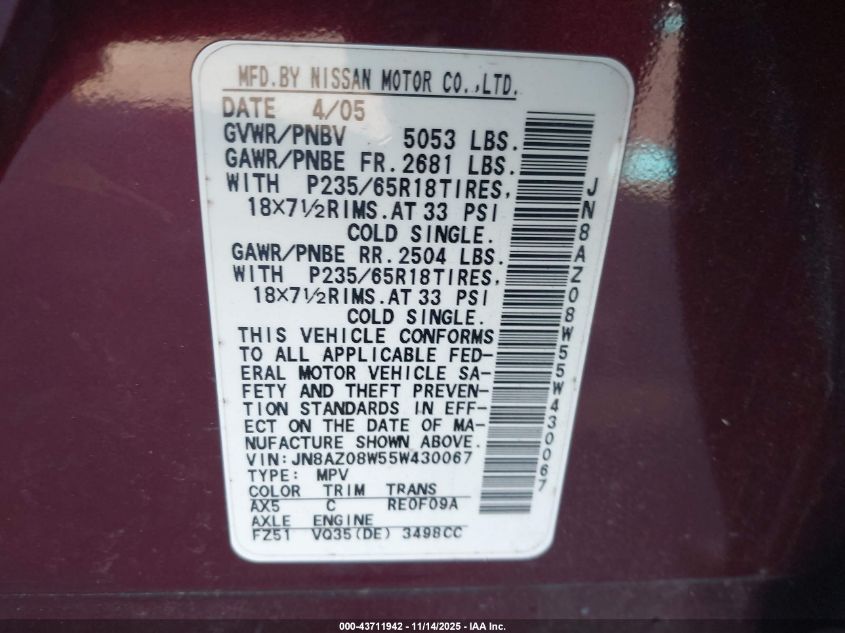 MFD.BY NISSAN MOTOR CO.,LTD.
DATE 4/05
GVWR/PNBV 5053 LBS.
GAWR/PNBE FR. 2681 LBS.
WITH P235/65R18TIRES,
18X7½RIMS.AT 33 PSI
COLD SINGLE.
GAWR/PNBE RR. 2504 LBS.
WITH P235/65R18TIRES,
18X7½RIMS.AT 33 PSI
COLD SINGLE.
THIS VEHICLE CONFORMS
TO ALL APPLICABLE FED-
ERAL MOTOR VEHICLE SA-
FETY AND THEFT PREVEN-
TION STANDARDS IN EFF-
ECT ON THE DATE OF MA-
NUFACTURE SHOWN ABOVE.
VIN:JN8AZ08W55W430067
TYPE: MPV
COLOR TRIM TRANS
AX5 C RE0F09A
AXLE ENGINE
FZ51 VQ35(DE) 3498CC
JN8AZ08W55W430067
000-43711942 - 11/14/2025 - IAA Inc.